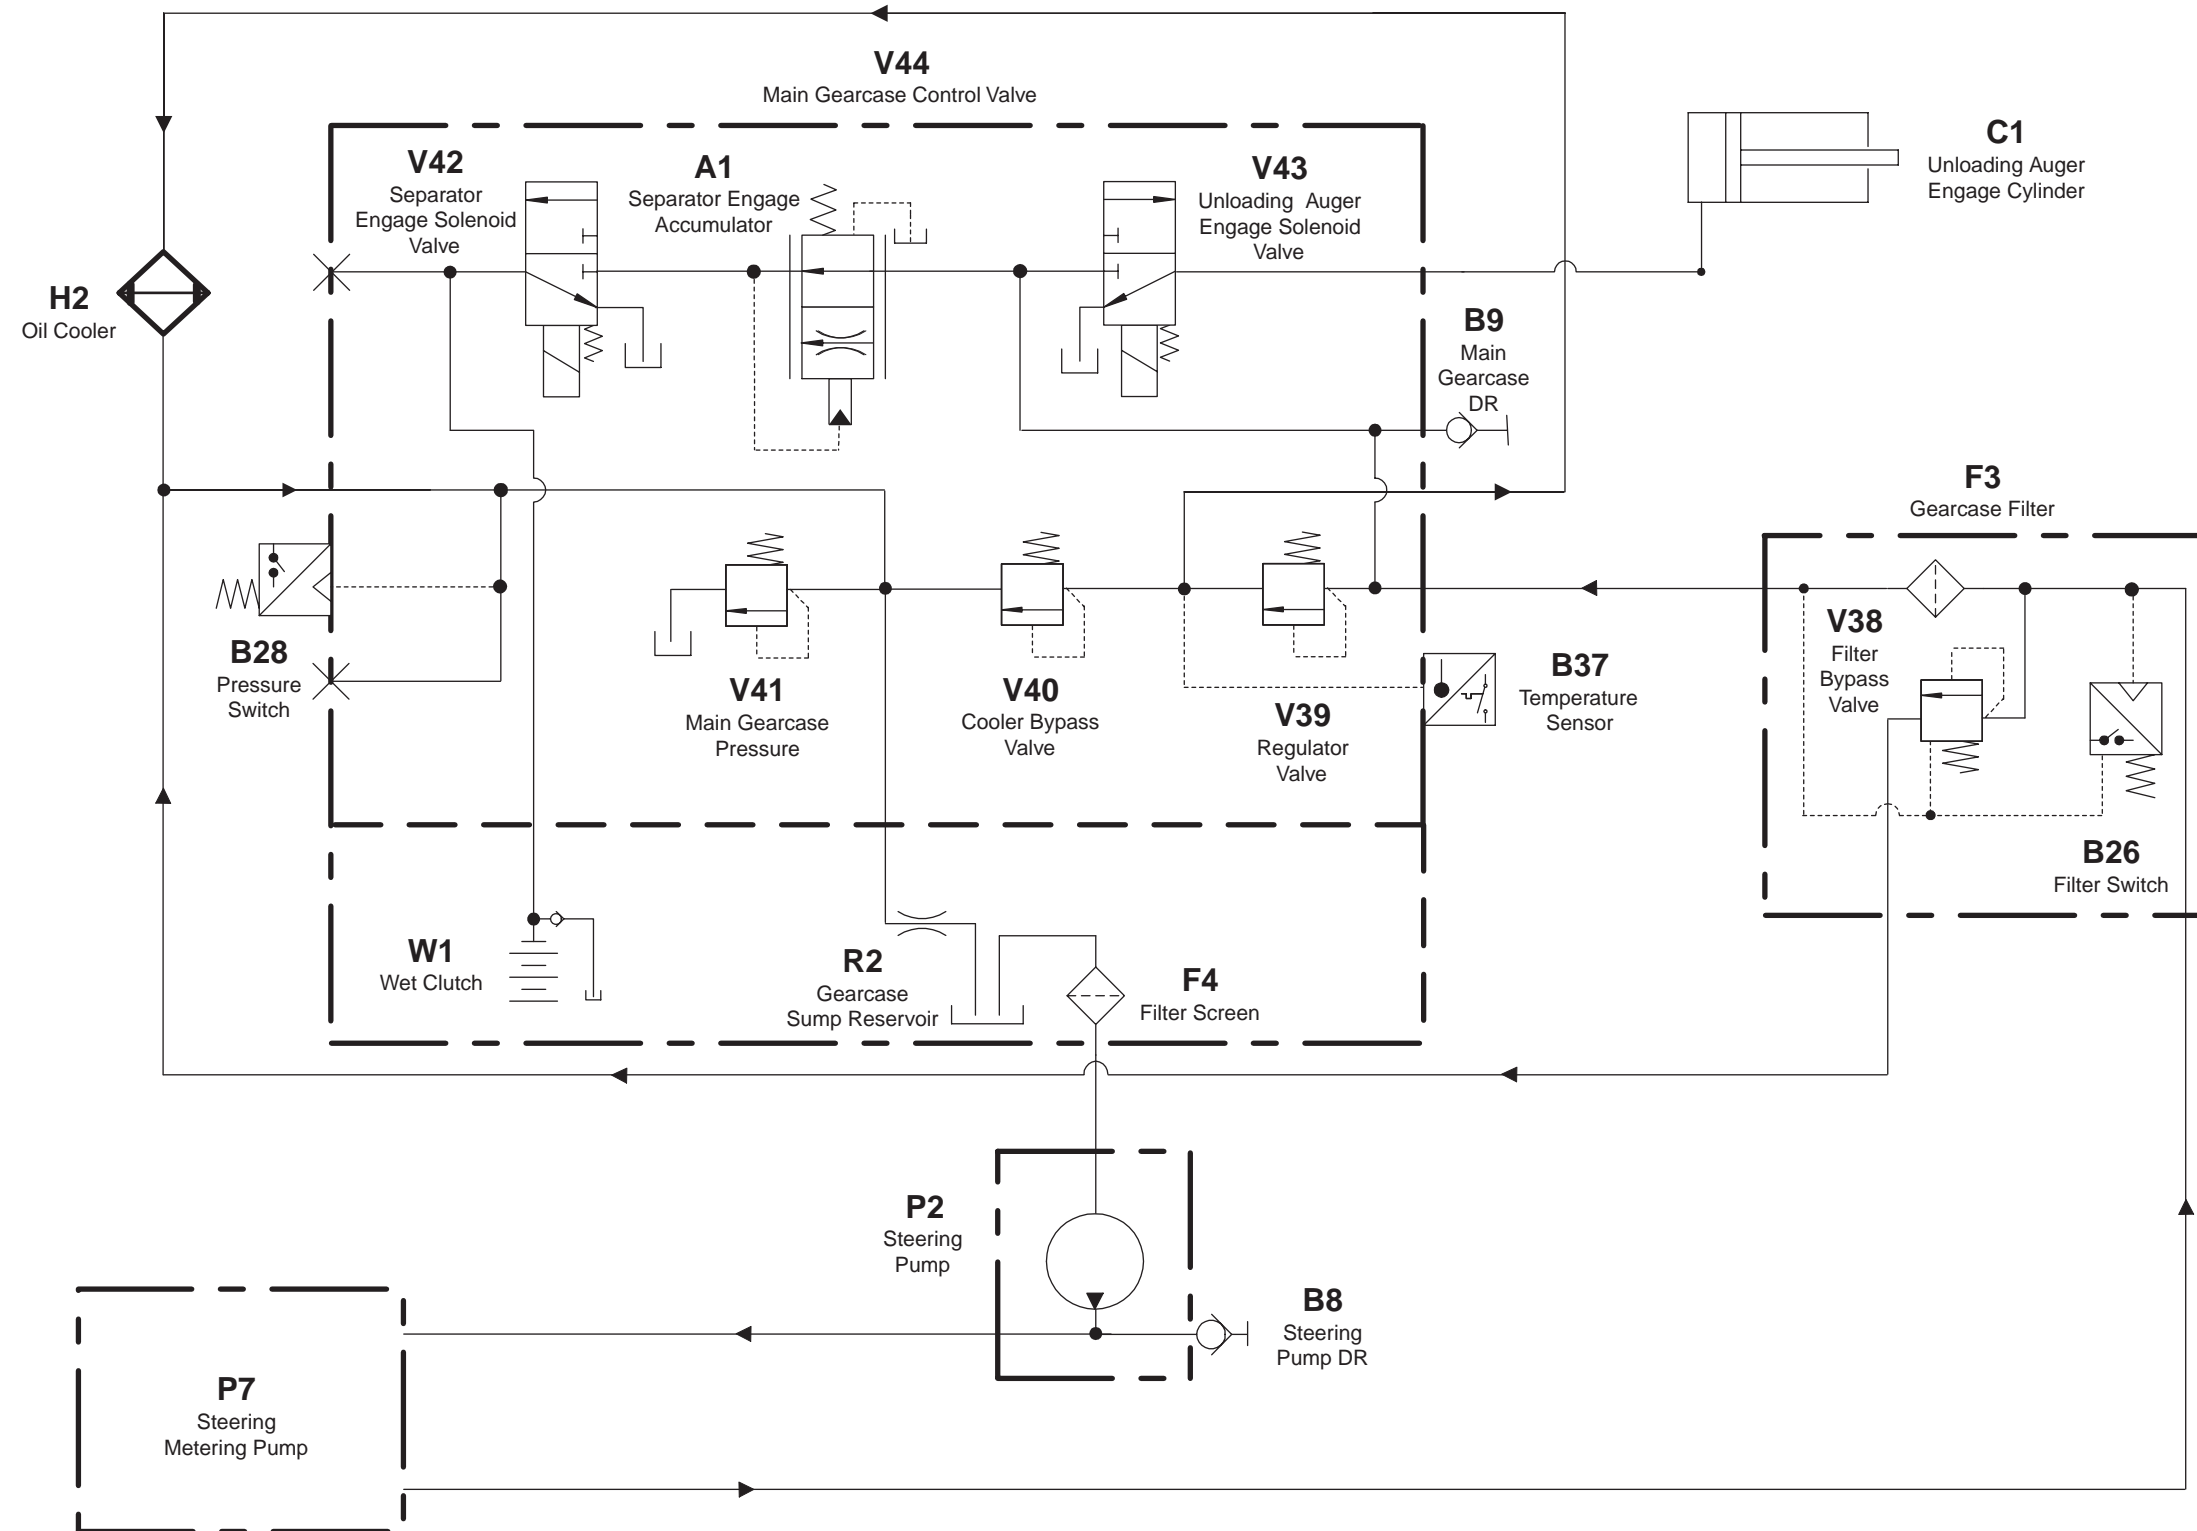 V44
Main Gearcase Control Valve
V42
Separator
Engage Solenoid
Valve
A1
Separator Engage
Accumulator
V43
Unloading Auger
Engage Solenoid
Valve
C1
Unloading Auger
Engage Cylinder
H2
Oil Cooler
B9
Main
Gearcase
DR
F3
Gearcase Filter
B28
Pressure
Switch
V41
Main Gearcase
Pressure
V40
Cooler Bypass
Valve
V39
Regulator
Valve
B37
Temperature
Sensor
V38
Filter
Bypass
Valve
B26
Filter Switch
W1
Wet Clutch
R2
Gearcase
Sump Reservoir
F4
Filter Screen
P2
Steering
Pump
B8
Steering
Pump DR
P7
Steering
Metering Pump